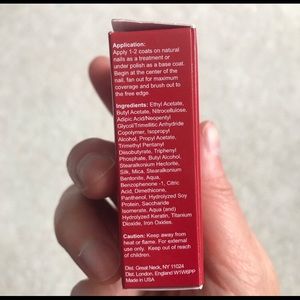 Application:
Apply 1-2 coats on natural
nails as a treatment or
under polish as a base coat.
Begin at the center of the
nail, fan out for maximum
coverage and brush out to
the free edge.
Ingredients: Ethyl Acetate,
Butyl Acetate, Nitrocellulose,
Adipic Acid/Neopentyl
Glycol/Trimellitic Anhydride
Copolymer, Isopropyl
Alcohol, Propyl Acetate,
Trimethyl Pentanyl
Diisobutyrate, Triphenyl
Phosphate, Butyl Alcohol,
Stearalkonium Hectorite,
Silk, Mica, Stearalkonium
Bentonite, Aqua,
Benzophenone -1, Citric
Acid, Dimethicone,
Panthenol, Hydrolyzed Soy
Protein, Saccharide
Isomerate, Aqua (and)
Hydrolyzed Keratin, Titanium
Dioxide, Iron Oxides.
Caution: Keep away from
heat or flame. For external
use only. Keep out of reach
of children.
Dist. Great Neck, NY 11024
Dist. London, England W1W6PP
Made in USA